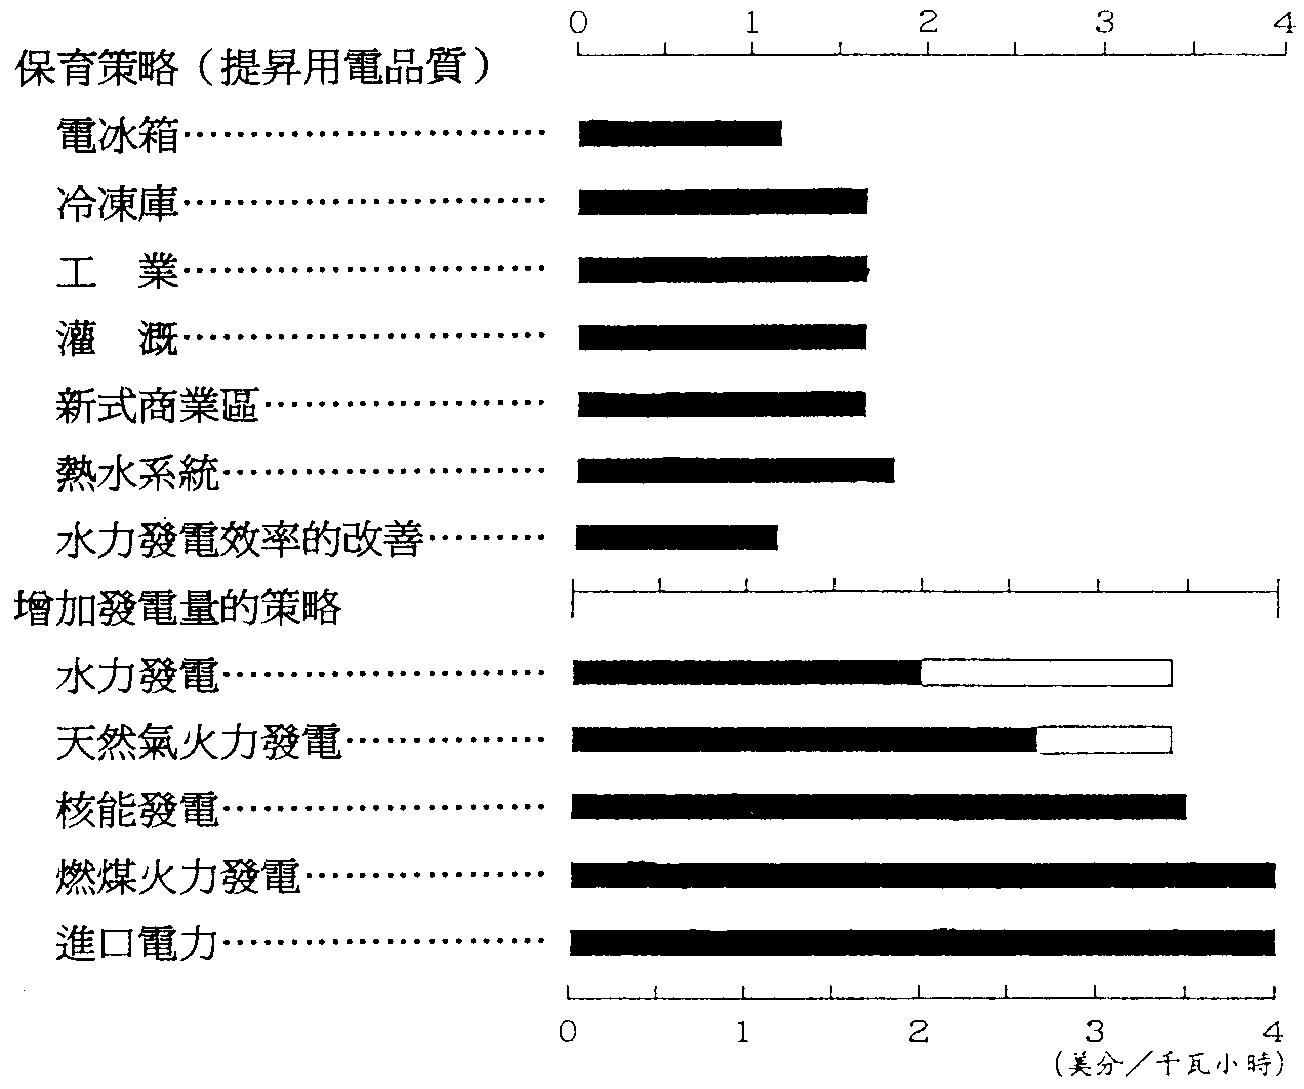 0 1 2 3 4
保育策略（提昇用電品質）
電冰箱
冷凍庫
工 業
灌 溉
新式商業區
熱水系統
水力發電效率的改善
增加發電量的策略
水力發電
天然氣火力發電
核能發電
燃煤火力發電
進口電力
0 1 2 3 4
（美分／千瓦小時）